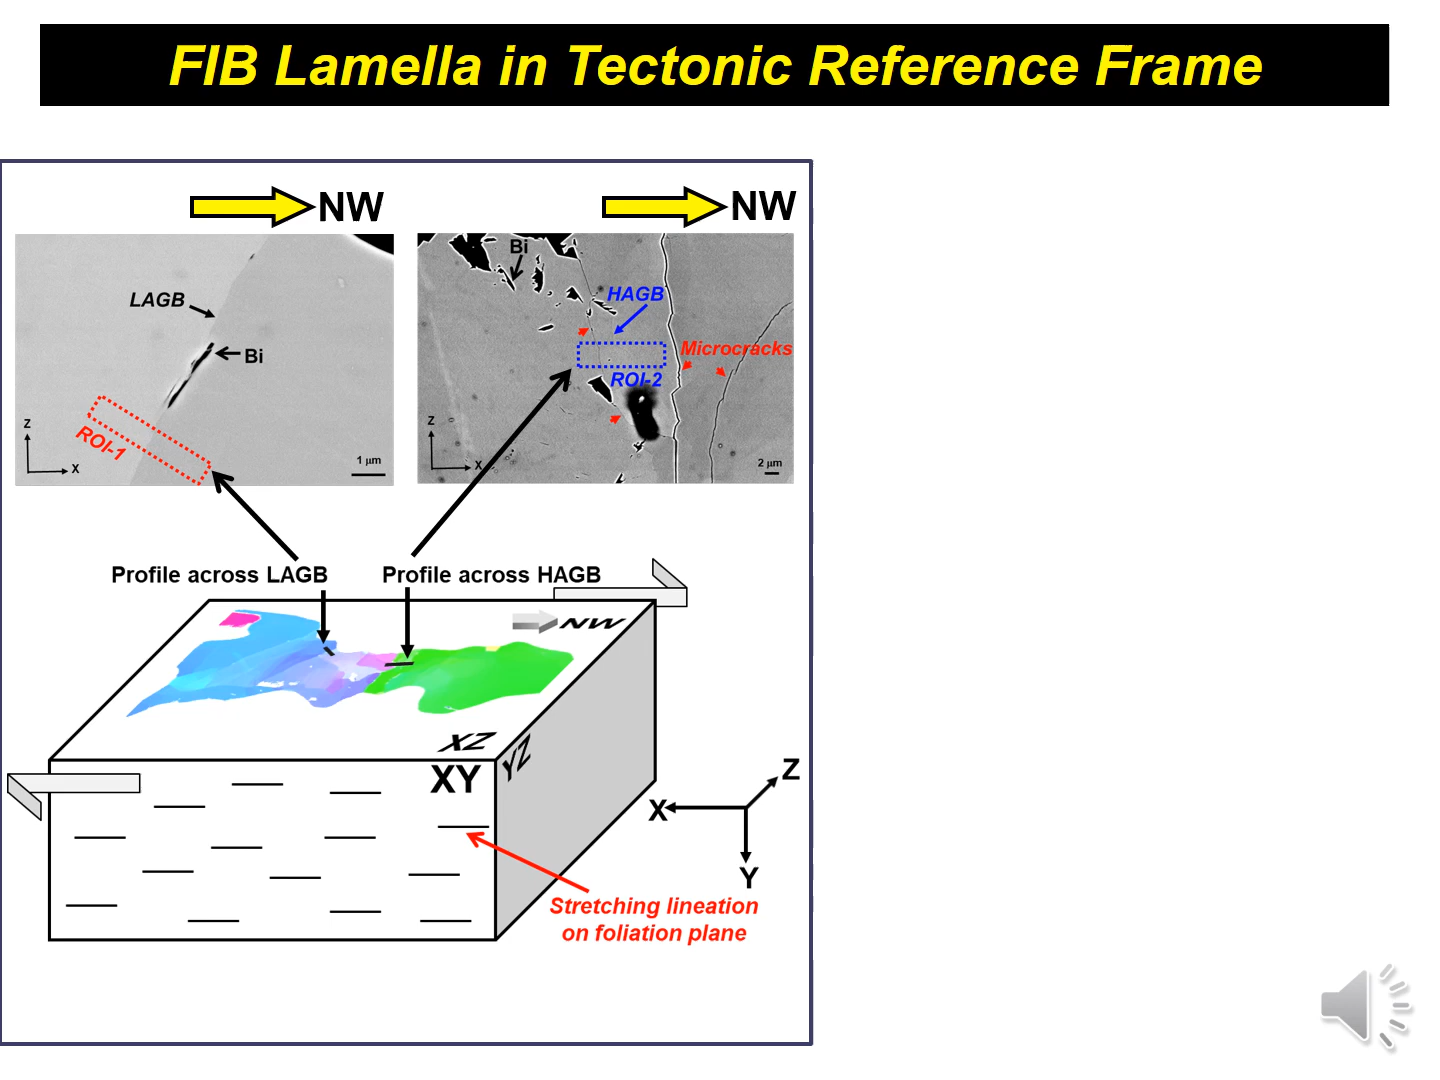 FIB Lamella in Tectonic Reference Frame
NW
NW
LAGB
Bi
ROI-1
Z
X
1 μm
Bi
HAGB
Microcracks
ROI-2
Z
X
2 μm
Profile across LAGB
Profile across HAGB
NW
XZ
YZ
XY
Z
X
Y
Stretching lineation
on foliation plane